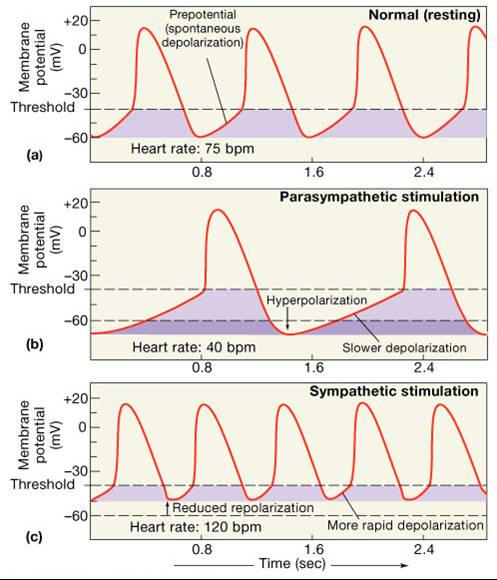 Normal (resting)
Prepotential
(spontaneous
depolarization)
Membrane
potential
(mV)
+20
0
−30
Threshold
−60
(a)
Heart rate: 75 bpm
0.8
1.6
2.4
Parasympathetic stimulation
Membrane
potential
(mV)
+20
0
−30
Threshold
Hyperpolarization
−60
(b)
Heart rate: 40 bpm
Slower depolarization
0.8
1.6
2.4
Sympathetic stimulation
Membrane
potential
(mV)
+20
0
−30
Threshold
Reduced repolarization
−60
(c)
Heart rate: 120 bpm
More rapid depolarization
0.8
1.6
2.4
Time (sec)